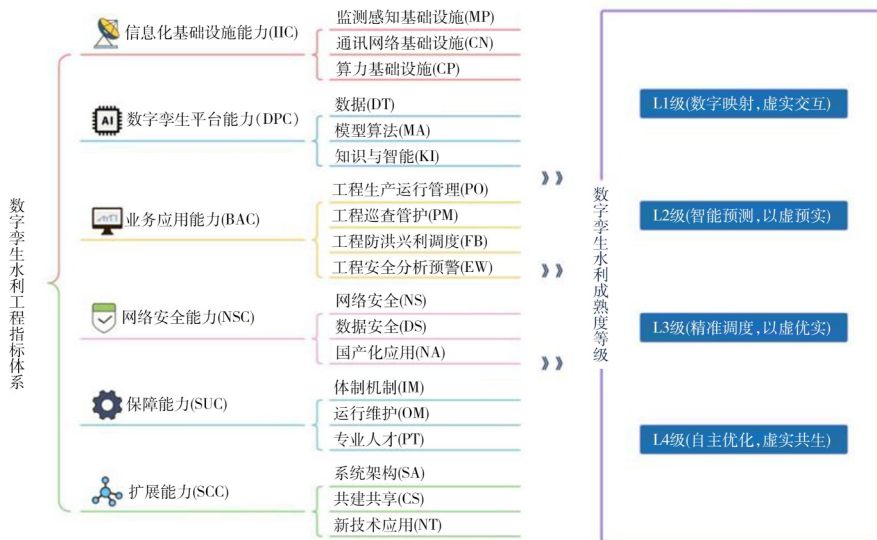 数字孪生水利工程指标体系
信息化基础设施能力(IIC)
监测感知基础设施(MP)
通讯网络基础设施(CN)
算力基础设施(CP)
AI
数字孪生平台能力(DPC)
数据(DT)
模型算法(MA)
知识与智能(KI)
业务应用能力(BAC)
工程生产运行管理(PO)
工程巡查管护(PM)
工程防洪兴利调度(FB)
工程安全分析预警(EW)
网络安全能力(NSC)
网络安全(NS)
数据安全(DS)
国产化应用(NA)
保障能力(SUC)
体制机制(IM)
运行维护(OM)
专业人才(PT)
扩展能力(SCC)
系统架构(SA)
共建共享(CS)
新技术应用(NT)
数字孪生水利成熟度等级
L1级(数字映射,虚实交互)
L2级(智能预测,以虚预实)
L3级(精准调度,以虚优实)
L4级(自主优化,虚实共生)